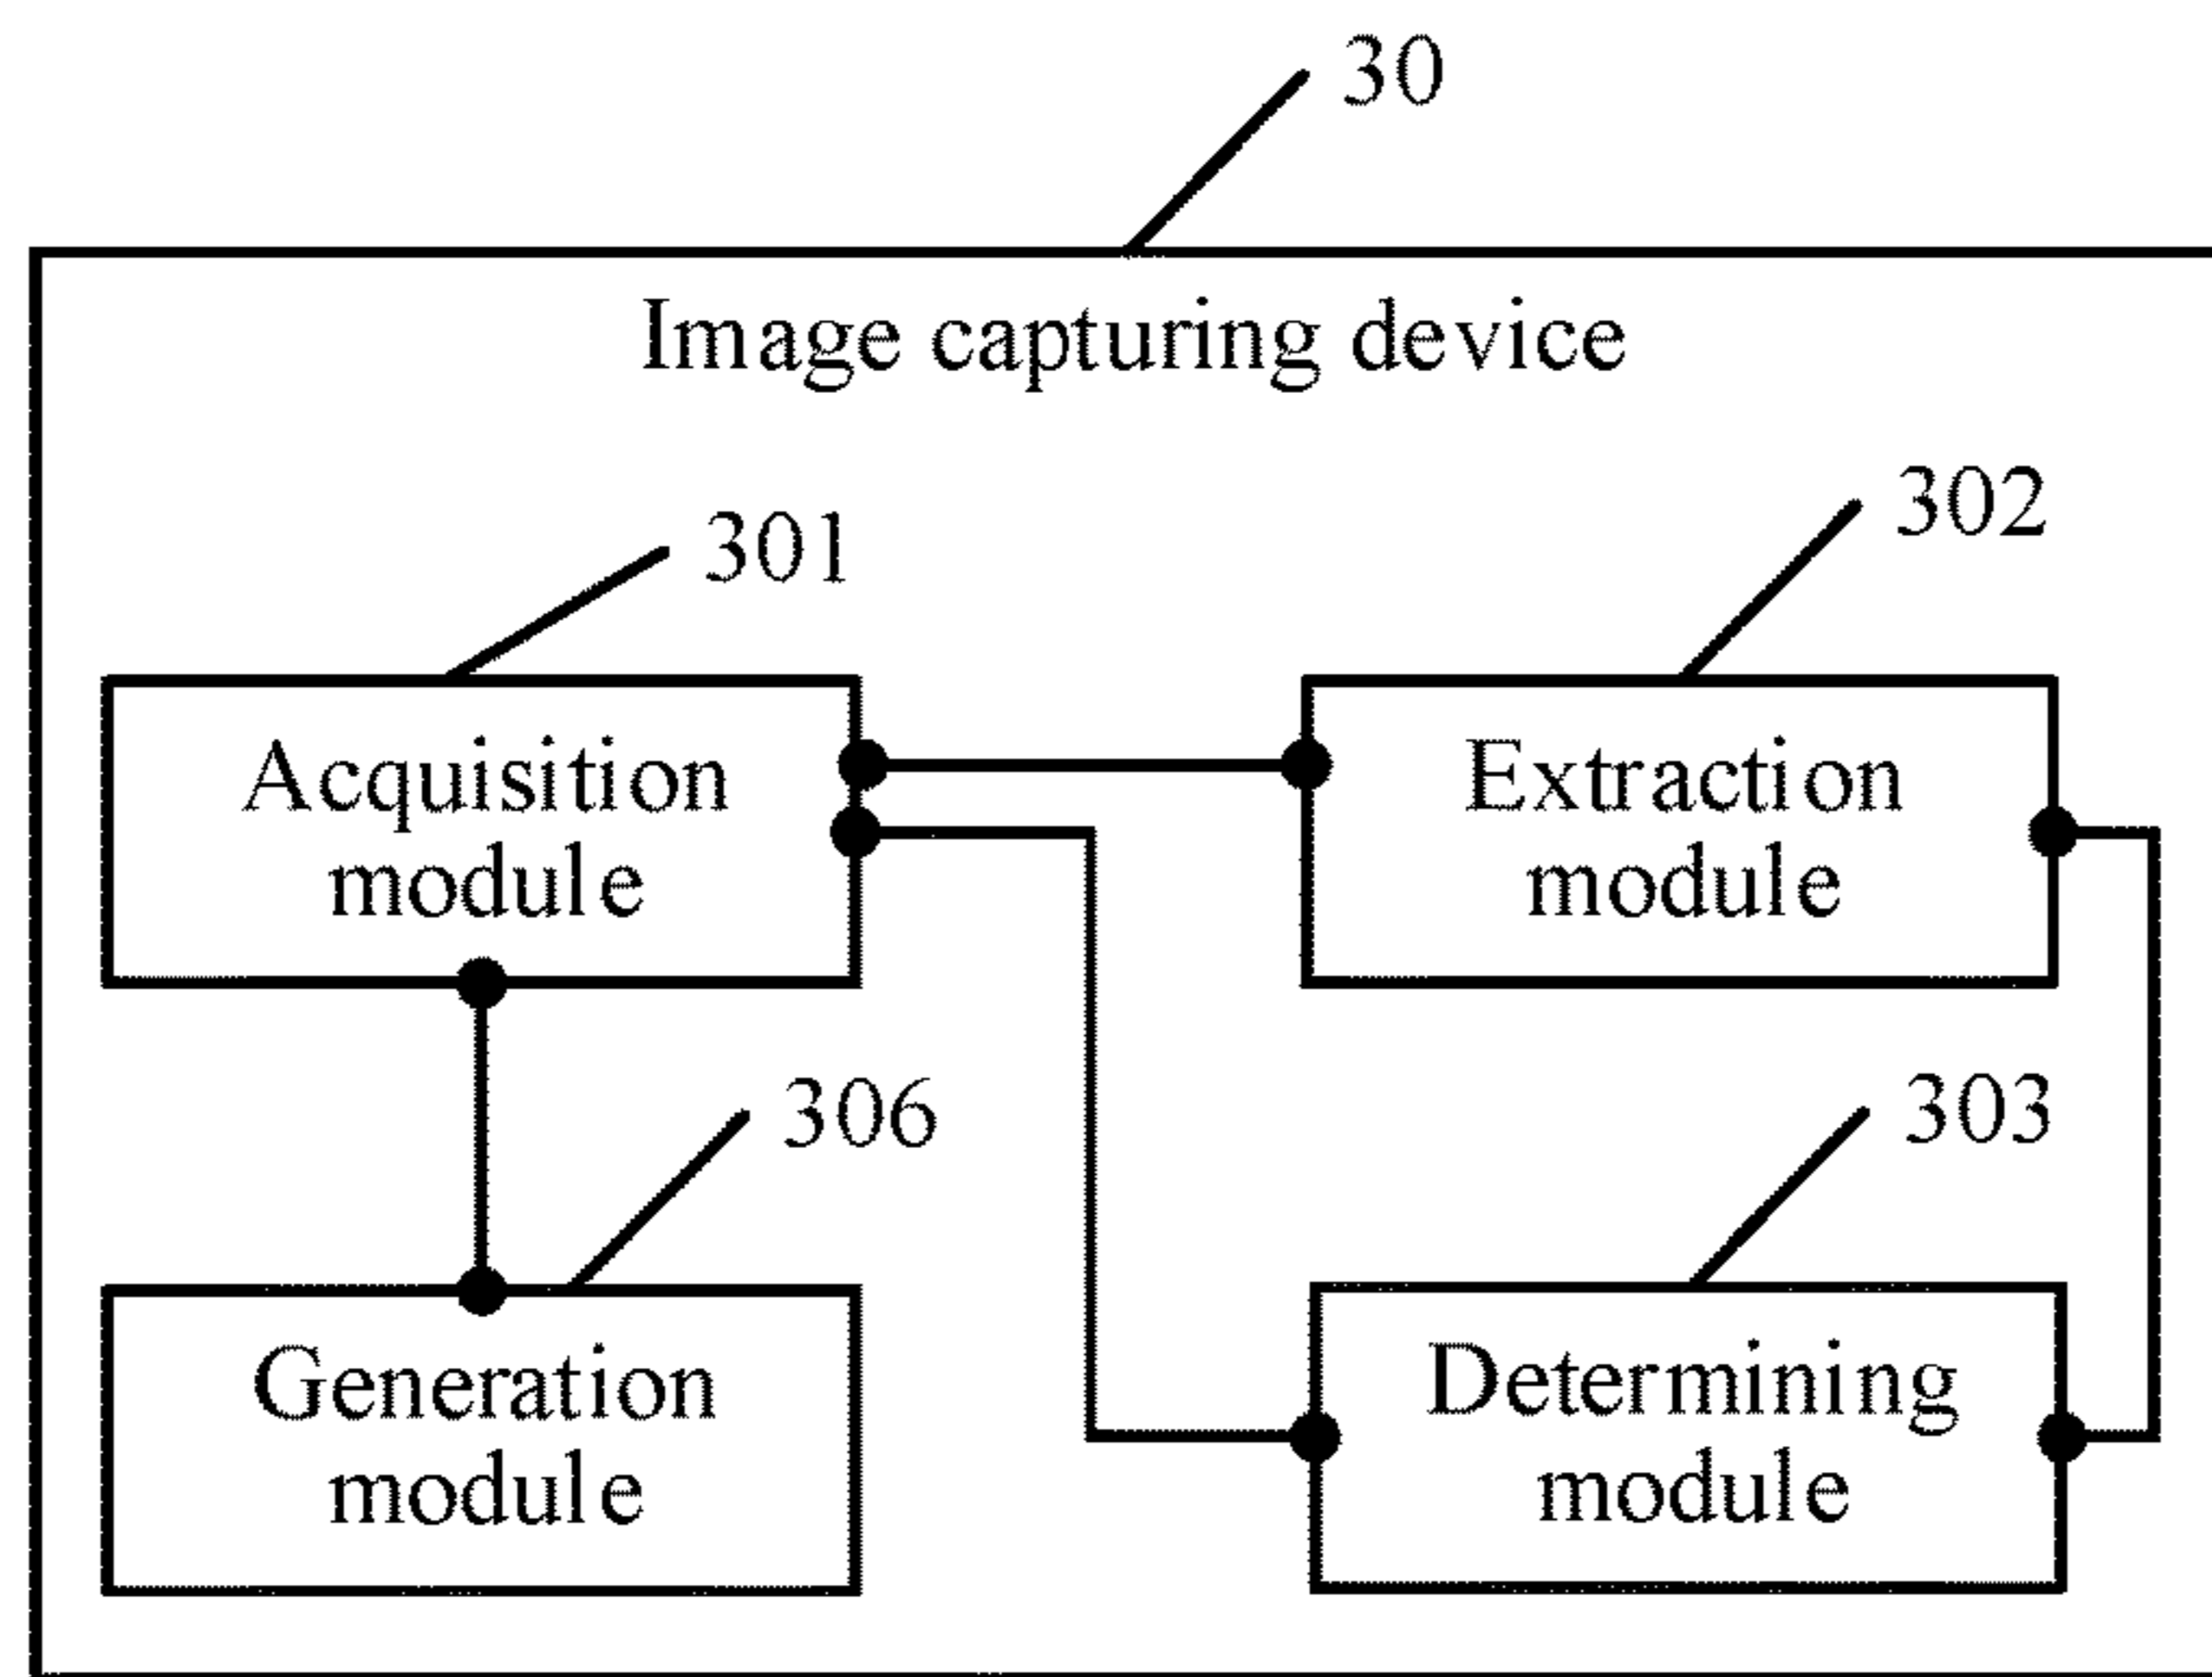 30
Image capturing device
301
302
Acquisition
module
Extraction
module
306
303
Generation
module
Determining
module